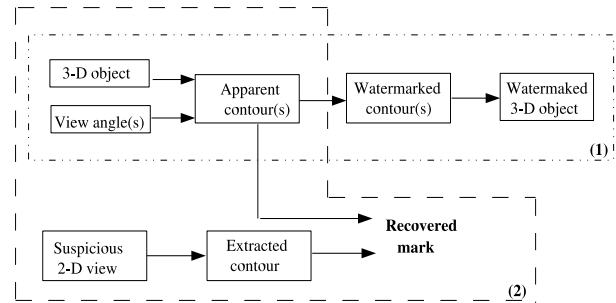 3-D object
View angle(s)
Apparent
contour(s)
Watermarked
contour(s)
Watermaked
3-D object
(1)
Suspicious
2-D view
Extracted
contour
Recovered
mark
(2)